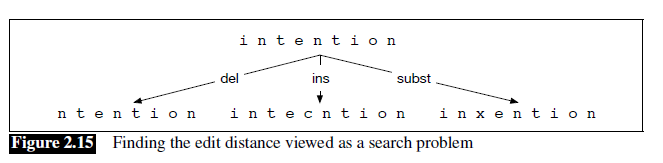 i n t e n t i o n
del ins subst
n t e n t i o n i n t e c n t i o n i n x e n t i o n
Figure 2.15 Finding the edit distance viewed as a search problem